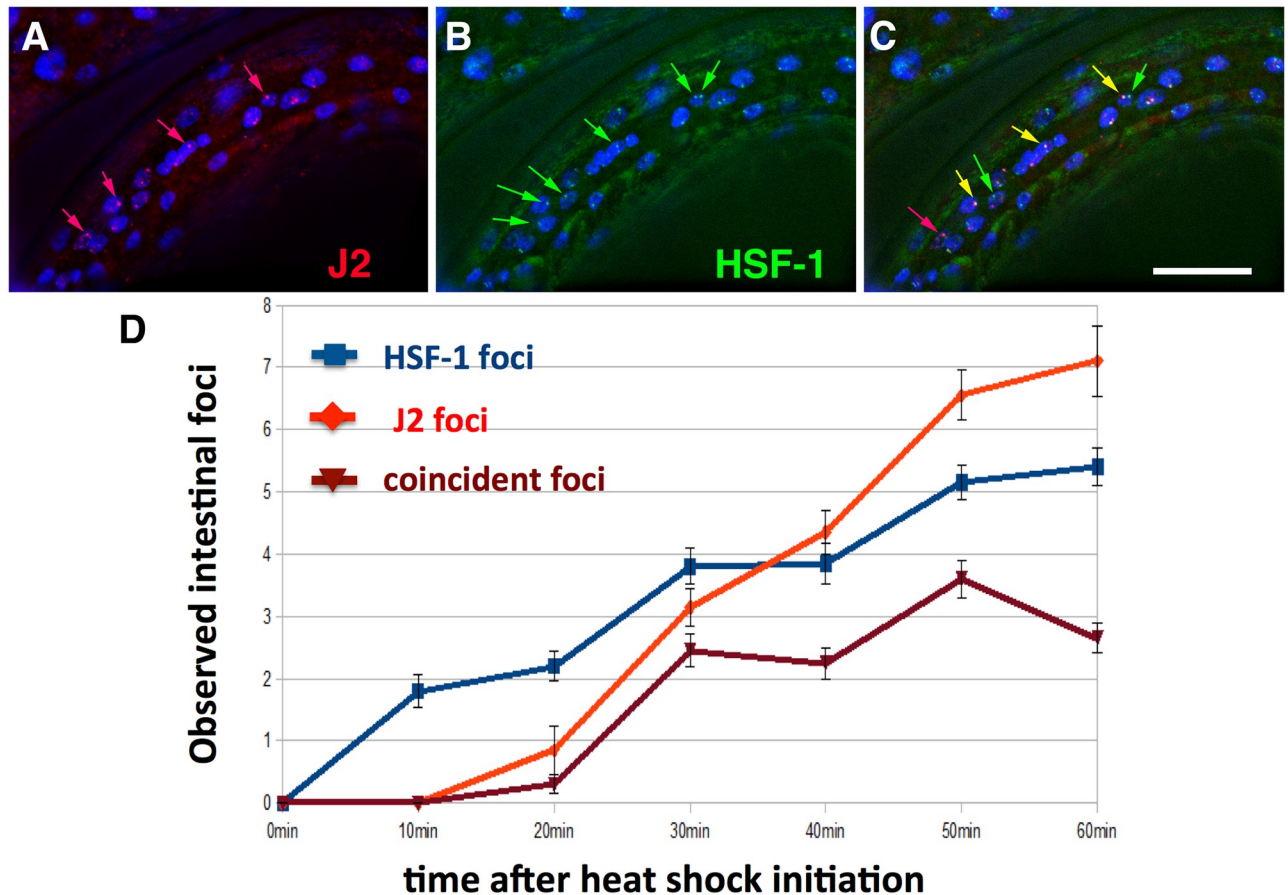 A
J2
B
HSF-1
C
D
HSF-1 foci
J2 foci
coincident foci
Observed intestinal foci
8
7
6
5
4
3
2
1
0
0min 10min 20min 30min 40min 50min 60min
time after heat shock initiation